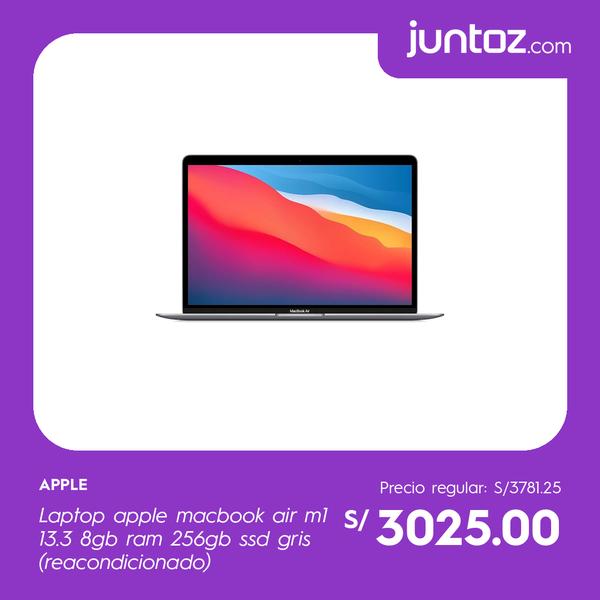 juntoz.com
MacBook Air
APPLE
Laptop apple macbook air m1
13.3 8gb ram 256gb ssd gris
(reacondicionado)
Precio regular: S/3781.25
S/ 3025.00